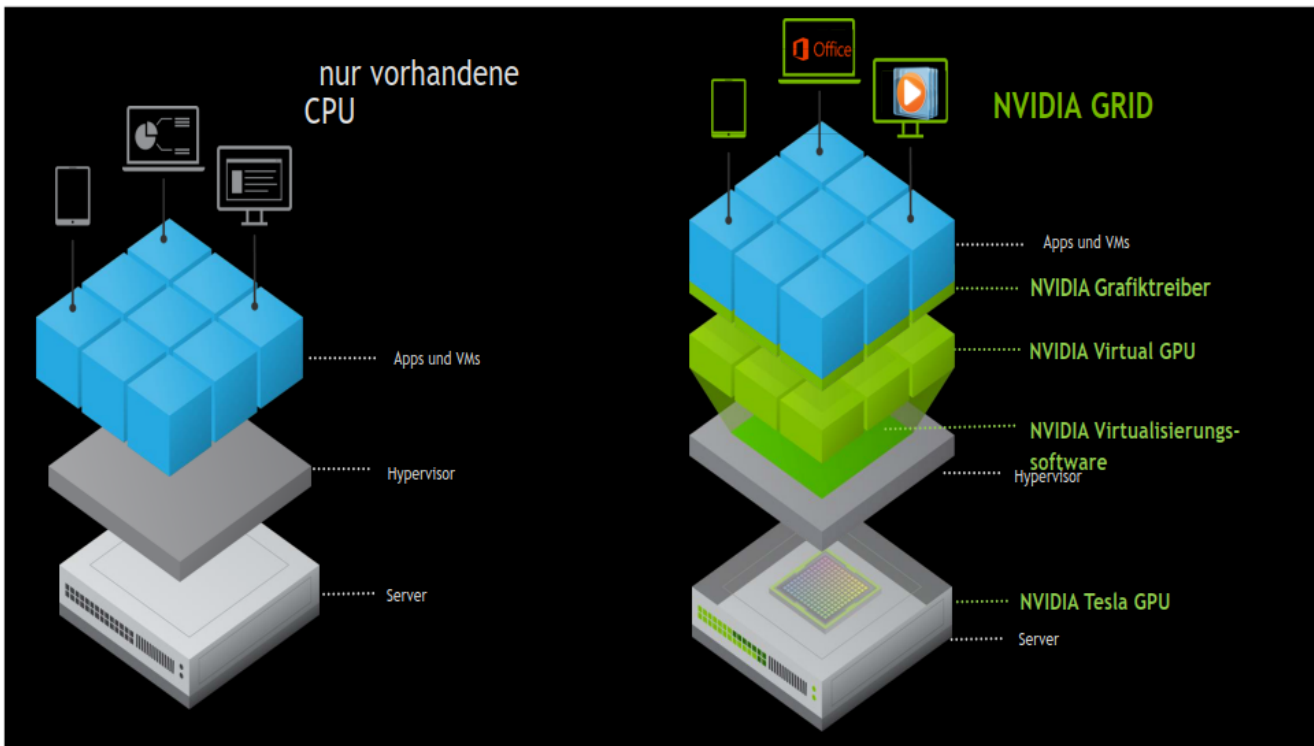 nur vorhandene
CPU
Apps und VMs
Hypervisor
Server
Office
NVIDIA GRID
Apps und VMs
NVIDIA Grafiktreiber
NVIDIA Virtual GPU
NVIDIA Virtualisierungs-
software
Hypervisor
NVIDIA Tesla GPU
Server